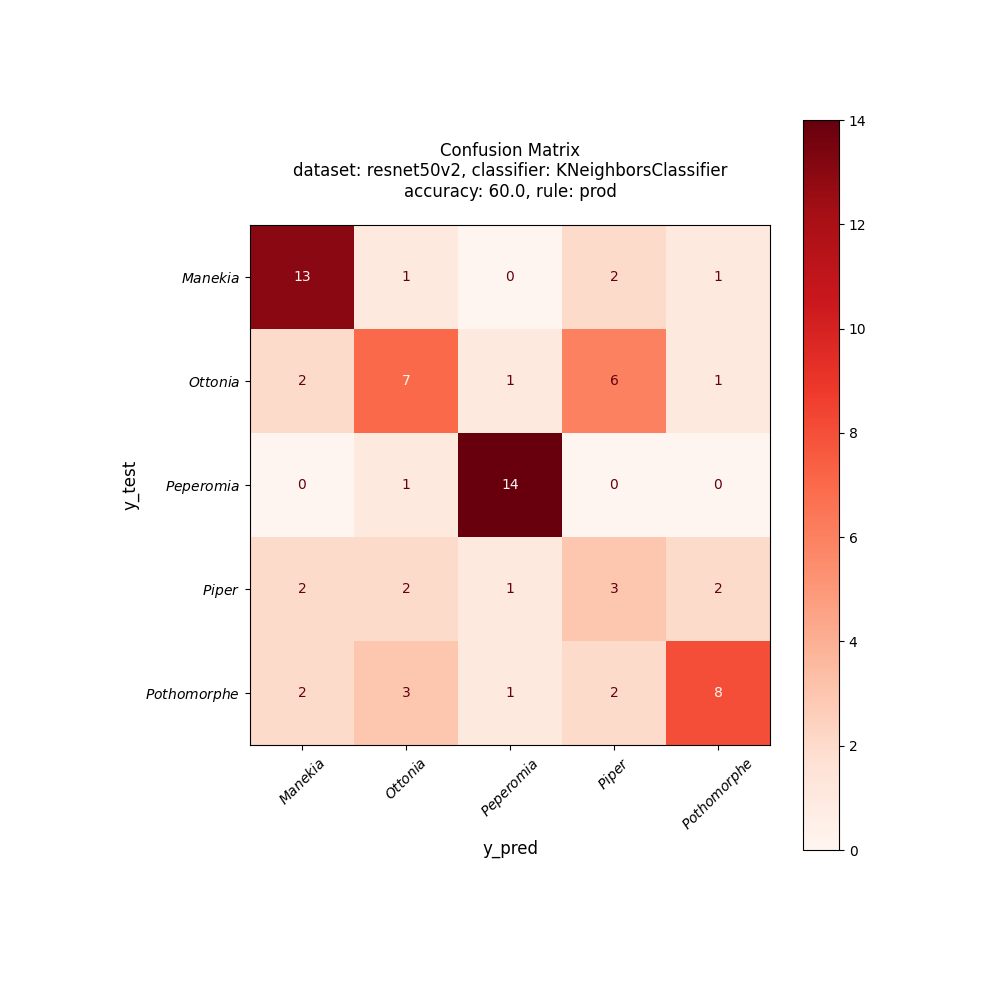 Confusion Matrix
dataset: resnet50v2, classifier: KNeighborsClassifier
accuracy: 60.0, rule: prod
y_test
Manekia 13 1 0 2 1
Ottonia 2 7 1 6 1
Peperomia 0 1 14 0 0
Piper 2 2 1 3 2
Pothomorphe 2 3 1 2 8
Manekia Ottonia Peperomia Piper Pothomorphe
y_pred
14
12
10
8
6
4
2
0